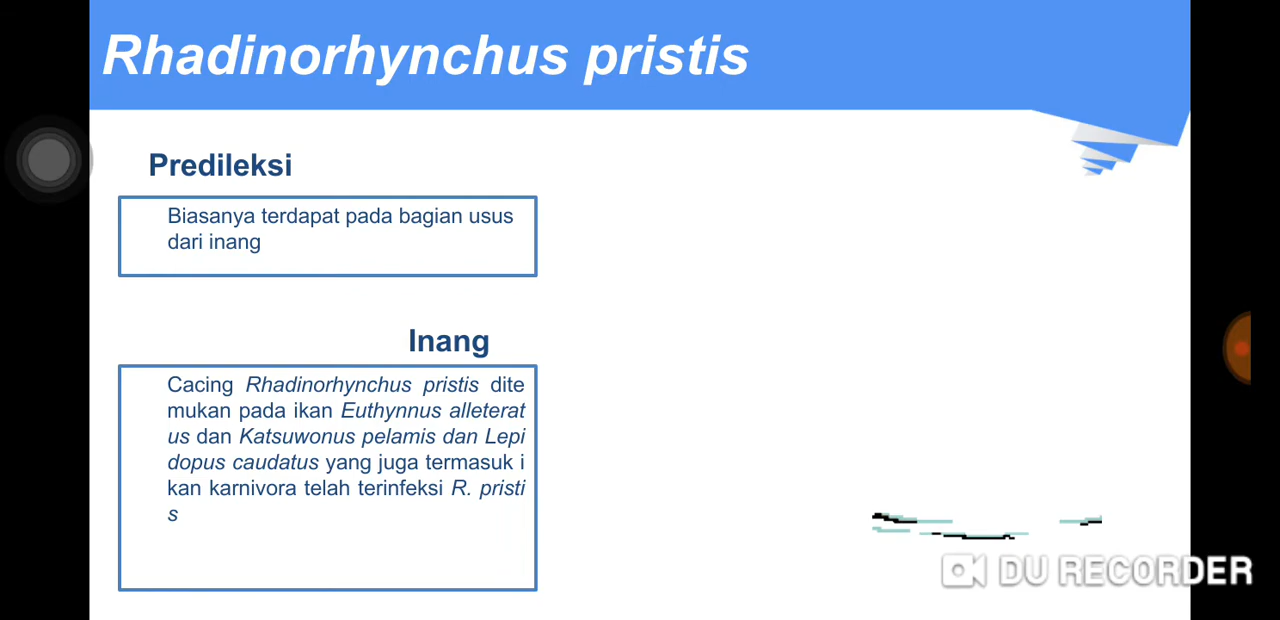 Rhadinorhynchus pristis
Predileksi
Biasanya terdapat pada bagian usus
dari inang
Inang
Cacing Rhadinorhynchus pristis dite
mukan pada ikan Euthynnus alleterat
us dan Katsuwonus pelamis dan Lepi
dopus caudatus yang juga termasuk i
kan karnivora telah terinfeksi R. pristi
s
DU RECORDER